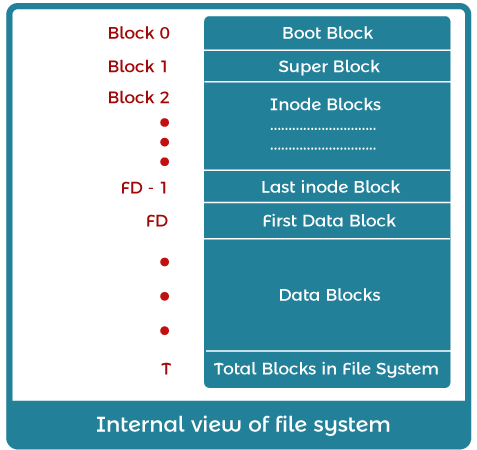 Block 0 Boot Block
Block 1 Super Block
Block 2 Inode Blocks
.............................
.............................
FD - 1 Last inode Block
FD First Data Block
Data Blocks
T Total Blocks in File System
Internal view of file system